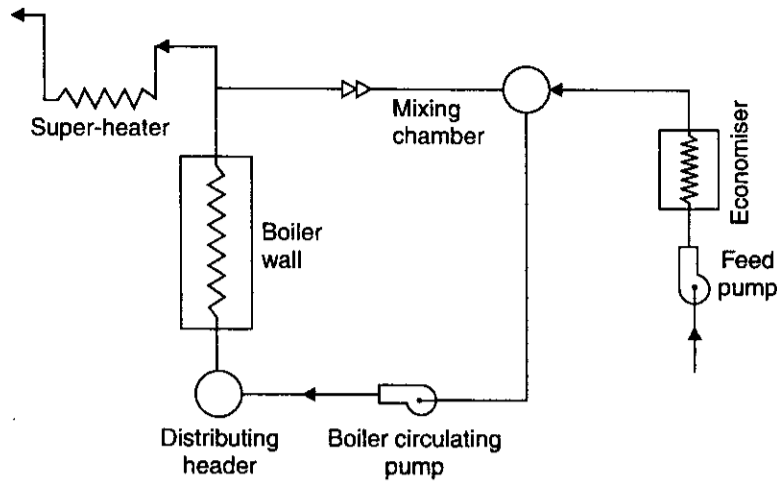 Super-heater
Mixing
chamber
Economiser
Boiler
wall
Feed
pump
Distributing
header
Boiler circulating
pump